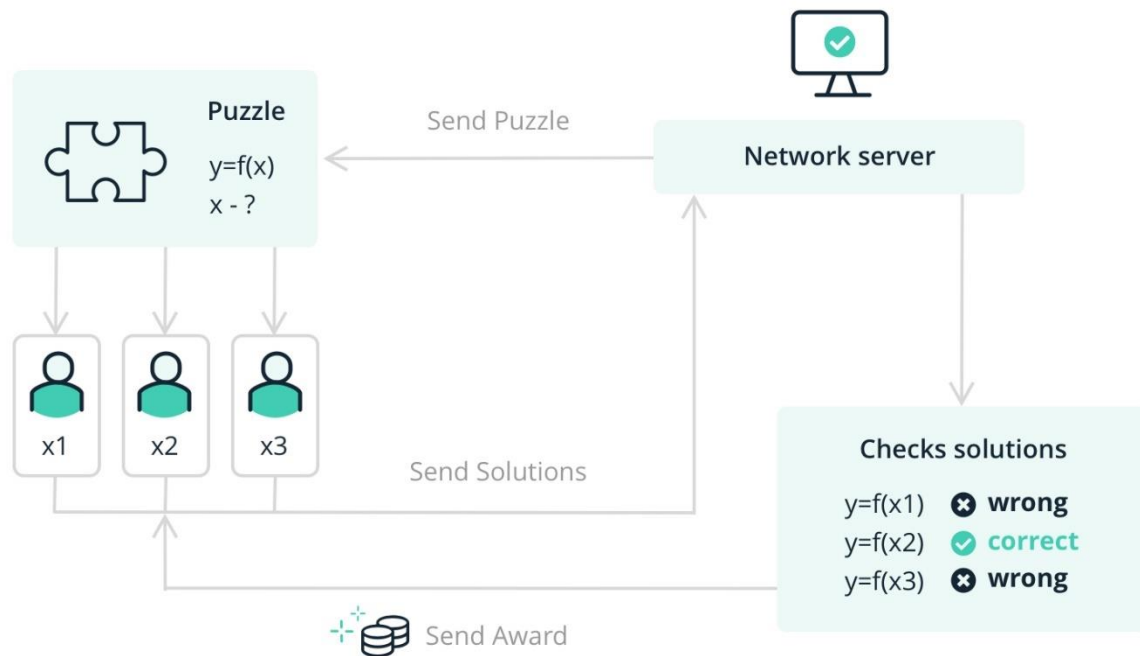 Puzzle
y=f(x)
x - ?
Send Puzzle
Network server
x1
x2
x3
Send Solutions
Checks solutions
y=f(x1) wrong
y=f(x2) correct
y=f(x3) wrong
Send Award